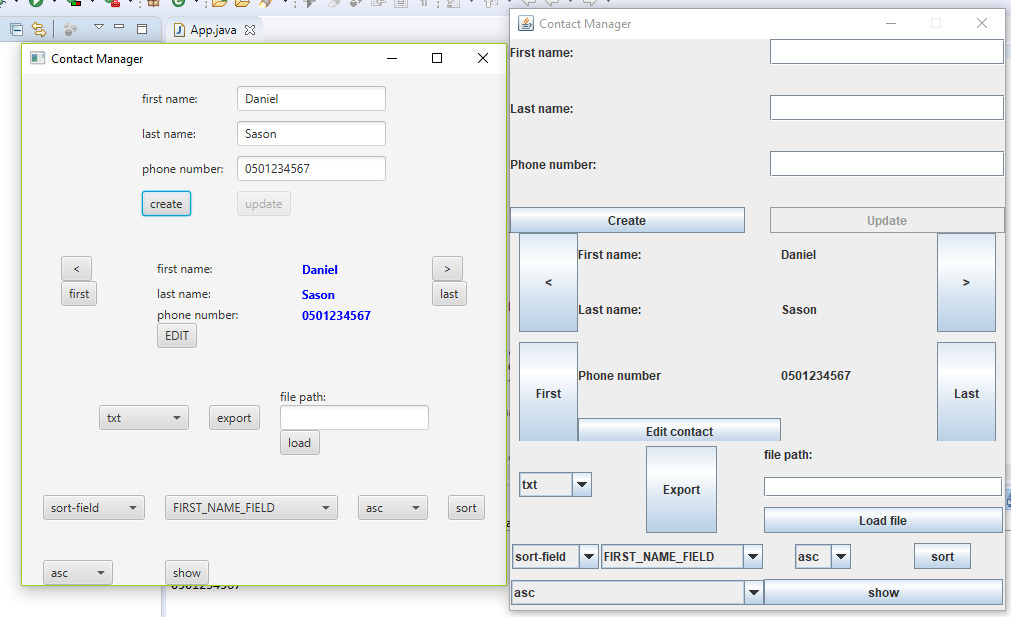 App.java
Contact Manager
first name:
Daniel
last name:
Sason
phone number:
0501234567
create
update
<
first name:
Daniel
>
first
last name:
Sason
last
phone number:
0501234567
EDIT
file path:
txt
export
load
sort-field
FIRST_NAME_FIELD
asc
sort
asc
show
Contact Manager
First name:
Last name:
Phone number:
Create
Update
First name:
Daniel
<
>
Last name:
Sason
Phone number
0501234567
First
Last
Edit contact
file path:
txt
Export
Load file
sort-field
FIRST_NAME_FIELD
asc
sort
asc
show